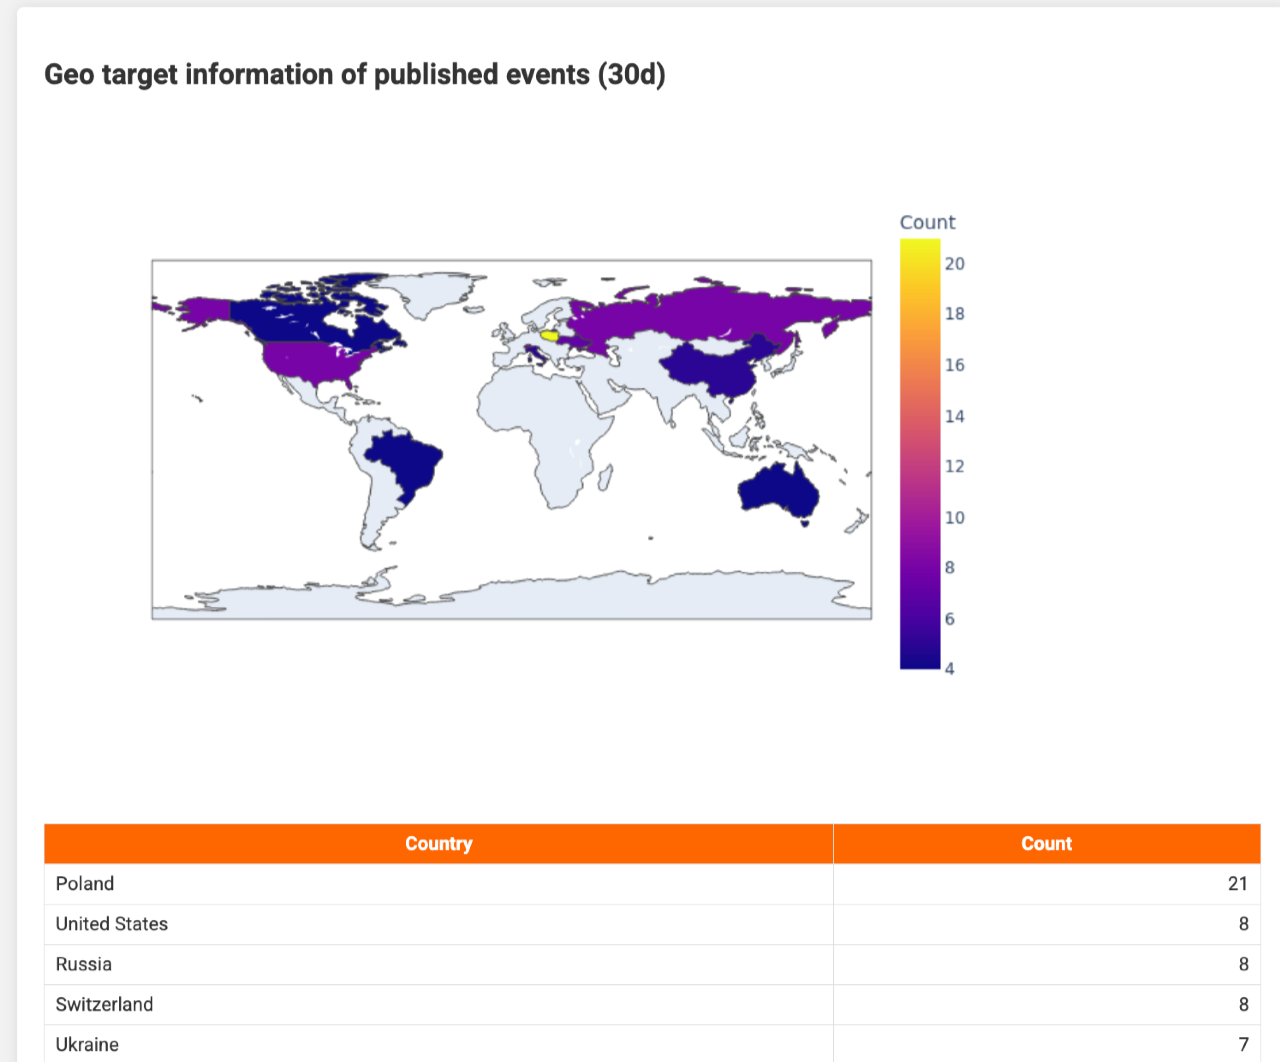 Geo target information of published events (30d)
Count
20
18
16
14
12
10
8
6
4
Country Count
Poland 21
United States 8
Russia 8
Switzerland 8
Ukraine 7